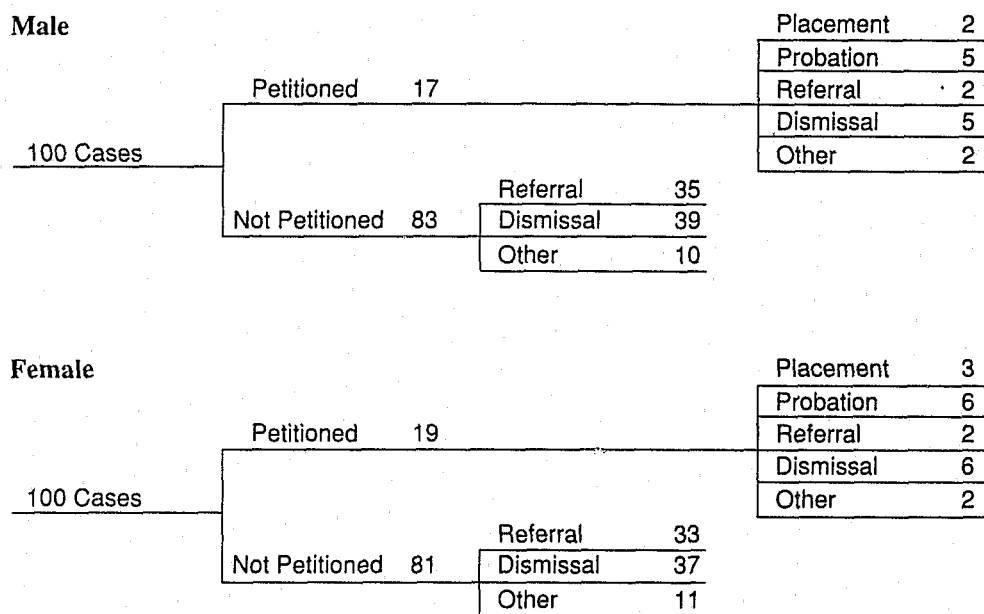 Male
Placement 2
Probation 5
Petitioned 17
Referral 2
Dismissal 5
100 Cases
Other 2
Referral 35
Not Petitioned 83
Dismissal 39
Other 10
Female
Placement 3
Probation 6
Petitioned 19
Referral 2
Dismissal 6
100 Cases
Other 2
Referral 33
Not Petitioned 81
Dismissal 37
Other 11